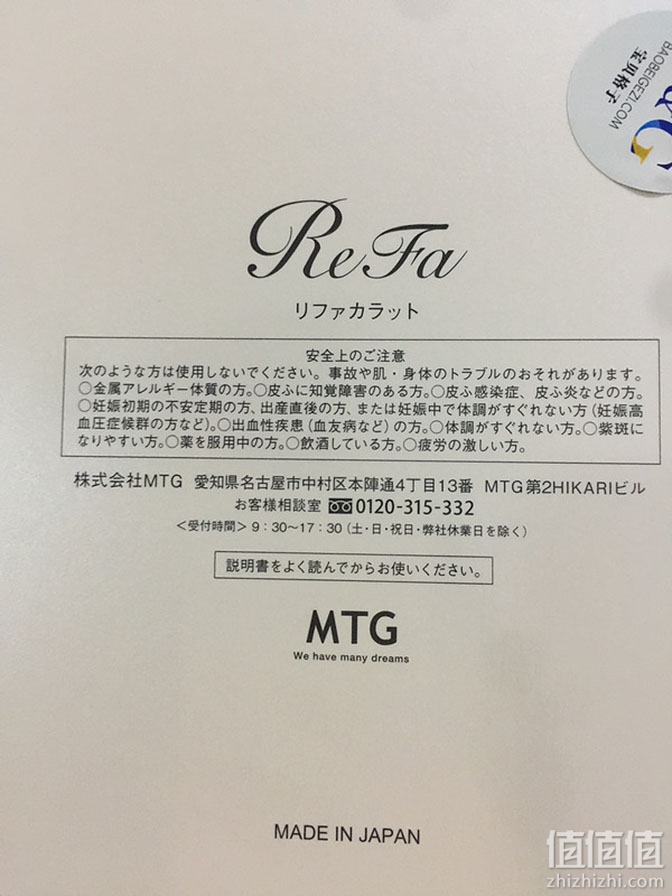 BAOBEIGEZI.COM
宝贝格子
ReFa
リファカラット
安全上のご注意
次のような方は使用しないでください。事故や肌・身体のトラブルのおそれがあります。
○金属アレルギー体質の方。○皮ふに知覚障害のある方。○皮ふ感染症、皮ふ炎などの方。
○妊娠初期の不安定期の方、出産直後の方、または妊娠中で体調がすぐれない方（妊娠高
血圧症候群の方など）。○出血性疾患（血友病など）の方。○体調がすぐれない方。○紫斑に
なりやすい方。○薬を服用中の方。○飲酒している方。○疲労の激しい方。
株式会社MTG 愛知県名古屋市中村区本陣通4丁目13番 MTG第2HIKARIビル
お客様相談室 0120-315-332
＜受付時間＞9：30～17：30（土・日・祝日・弊社休業日を除く）
説明書をよく読んでからお使いください。
MTG
We have many dreams
MADE IN JAPAN
值值值
zhizhizhi.com